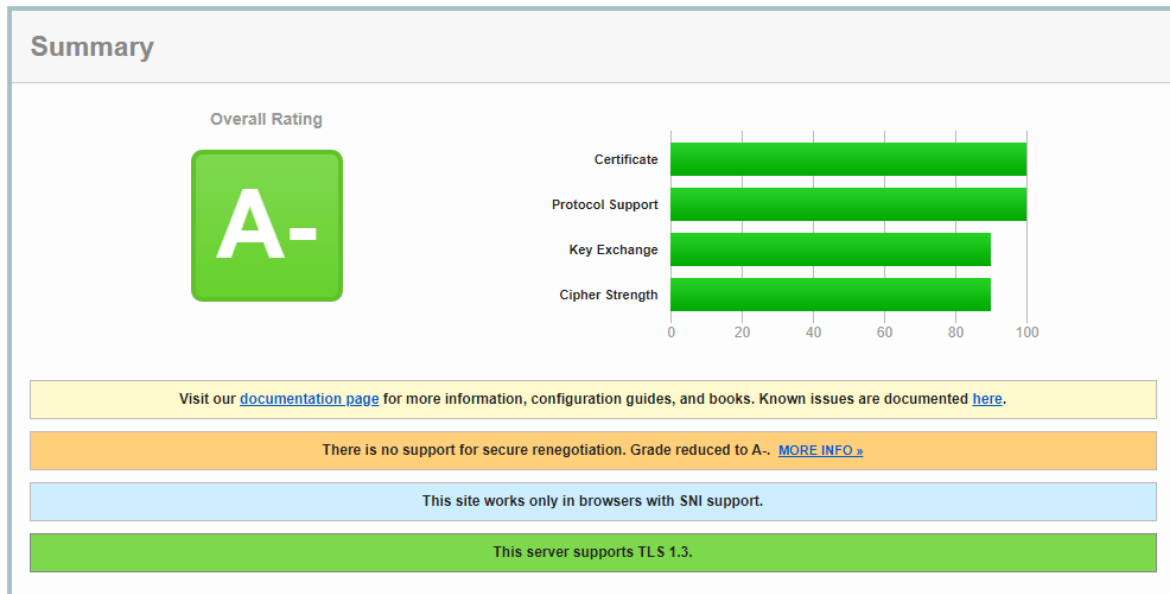 Summary
Overall Rating
A-
Certificate
Protocol Support
Key Exchange
Cipher Strength
0 20 40 60 80 100
Visit our documentation page for more information, configuration guides, and books. Known issues are documented here.
There is no support for secure renegotiation. Grade reduced to A-. MORE INFO »
This site works only in browsers with SNI support.
This server supports TLS 1.3.